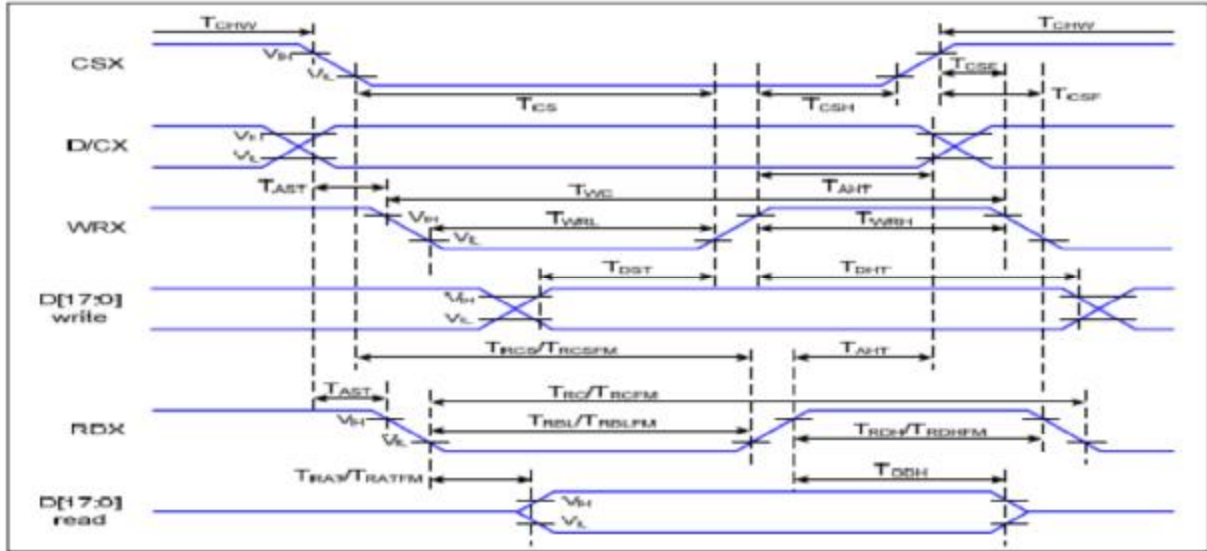 TCHW TCHW
CSX VIH VIL TCSF
TCS TCSH TICSF
D/CX VIH VIL
TAST TWC TAHT
WRX VIH VIL TWRL TWRH
TDST TDHT
D[17:0] write VIH VIL
TRCS/TRCSFM TAHT
TAST TRC/TRCFM
RDX VIH VIL TRDL/TRDLFM TRDH/TRDHFM
TRAT/TRATFM TODH
D[17:0] read VIH VIL